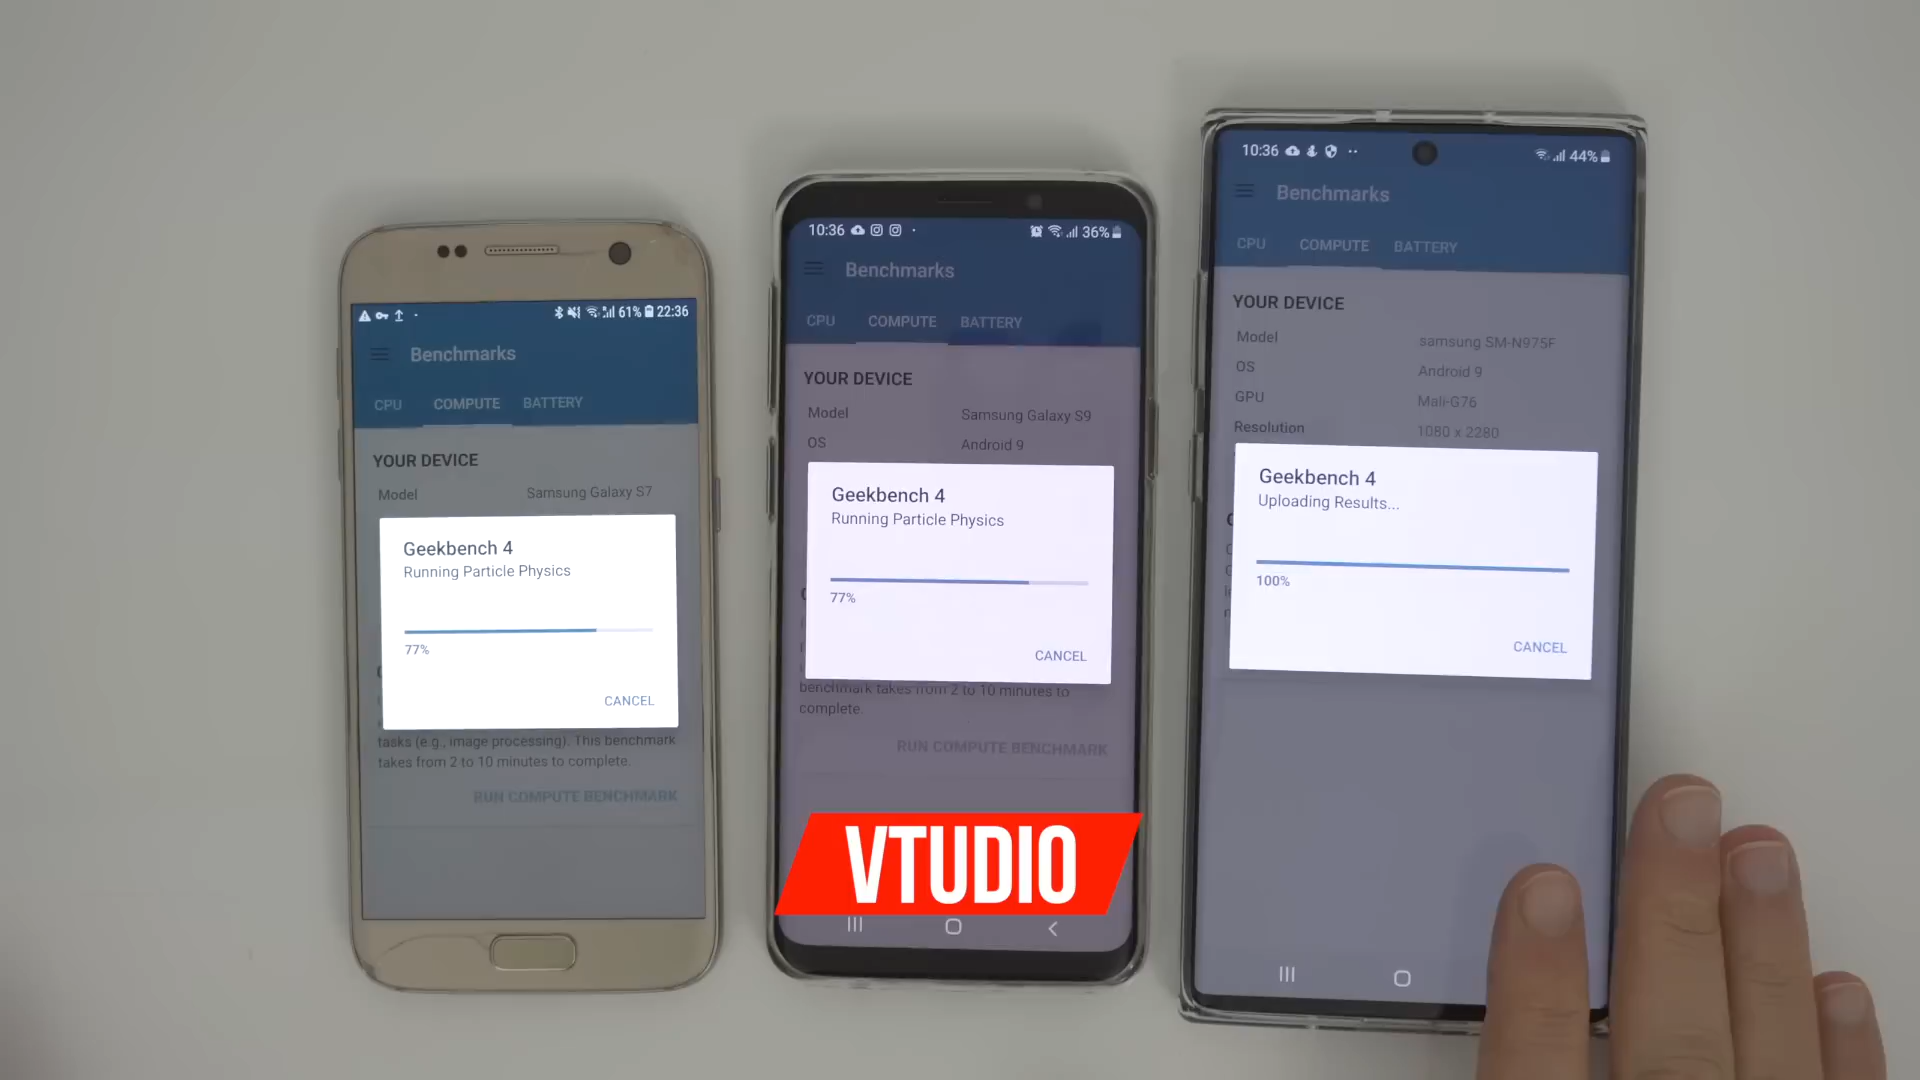 61% 22:36
Benchmarks
CPU COMPUTE BATTERY
YOUR DEVICE
Model Samsung Galaxy S7
Geekbench 4
Running Particle Physics
77%
CANCEL
tasks (e.g., image processing). This benchmark
takes from 2 to 10 minutes to complete.
RUN COMPUTE BENCHMARK
10:36 36%
Benchmarks
CPU COMPUTE BATTERY
YOUR DEVICE
Model Samsung Galaxy S9
OS Android 9
Geekbench 4
Running Particle Physics
77%
CANCEL
benchmark takes from 2 to 10 minutes to
complete.
RUN COMPUTE BENCHMARK
VTUDIO
10:36 44%
Benchmarks
CPU COMPUTE BATTERY
YOUR DEVICE
Model samsung SM-N975F
OS Android 9
GPU Mali-G76
Resolution 1080 x 2280
Geekbench 4
Uploading Results...
100%
CANCEL